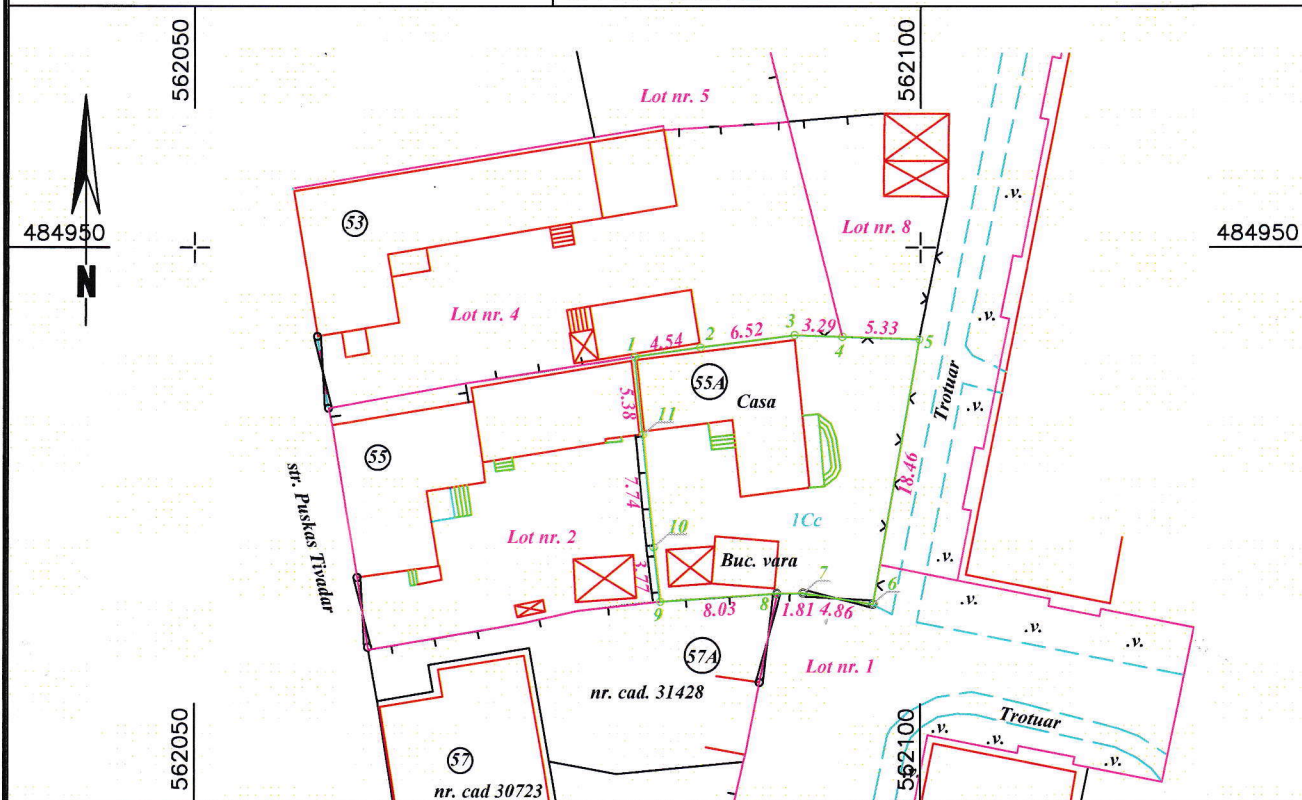 562050
562100
Lot nr. 5
.v.
53
Lot nr. 8
484950
484950
N
Lot nr. 4
.v.
1
4.54
2
6.52
3
3.29
4
5.33
5
55A
Casa
5.38
11
Trotuar
.v.
55
18.46
str. Puskas Tivadar
7.74
Lot nr. 2
1Cc
10
Buc. vara
.v.
3.77
7
6
9
8.03
8
1.81
4.86
.v.
.v.
.v.
57A
Lot nr. 1
nr. cad. 31428
Trotuar
.v.
.v.
.v.
562050
562100
57
nr. cad 30723